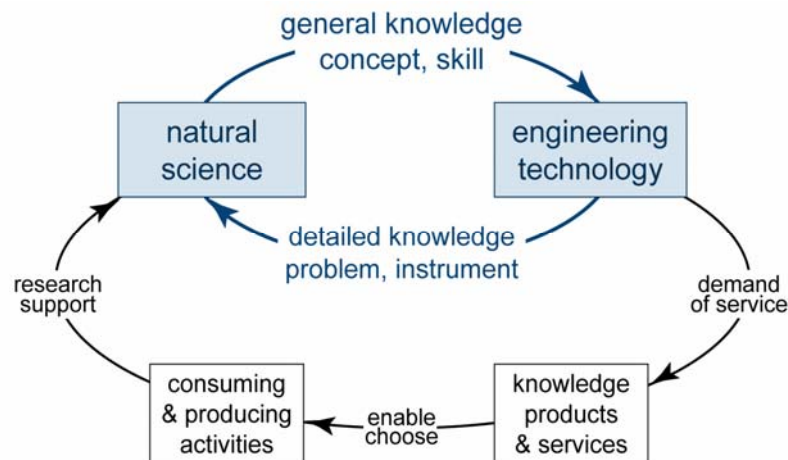 general knowledge
concept, skill
natural
science
engineering
technology
detailed knowledge
problem, instrument
research
support
demand
of service
consuming
& producing
activities
enable
choose
knowledge
products
& services